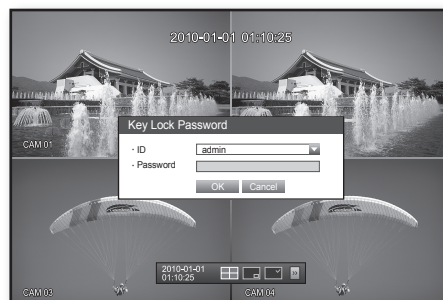 2010-01-01 01:10:25
CAM 01
Key Lock Password
- ID
admin
- Password
OK
Cancel
2010-01-01
01:10:25
CAM 03
CAM 04